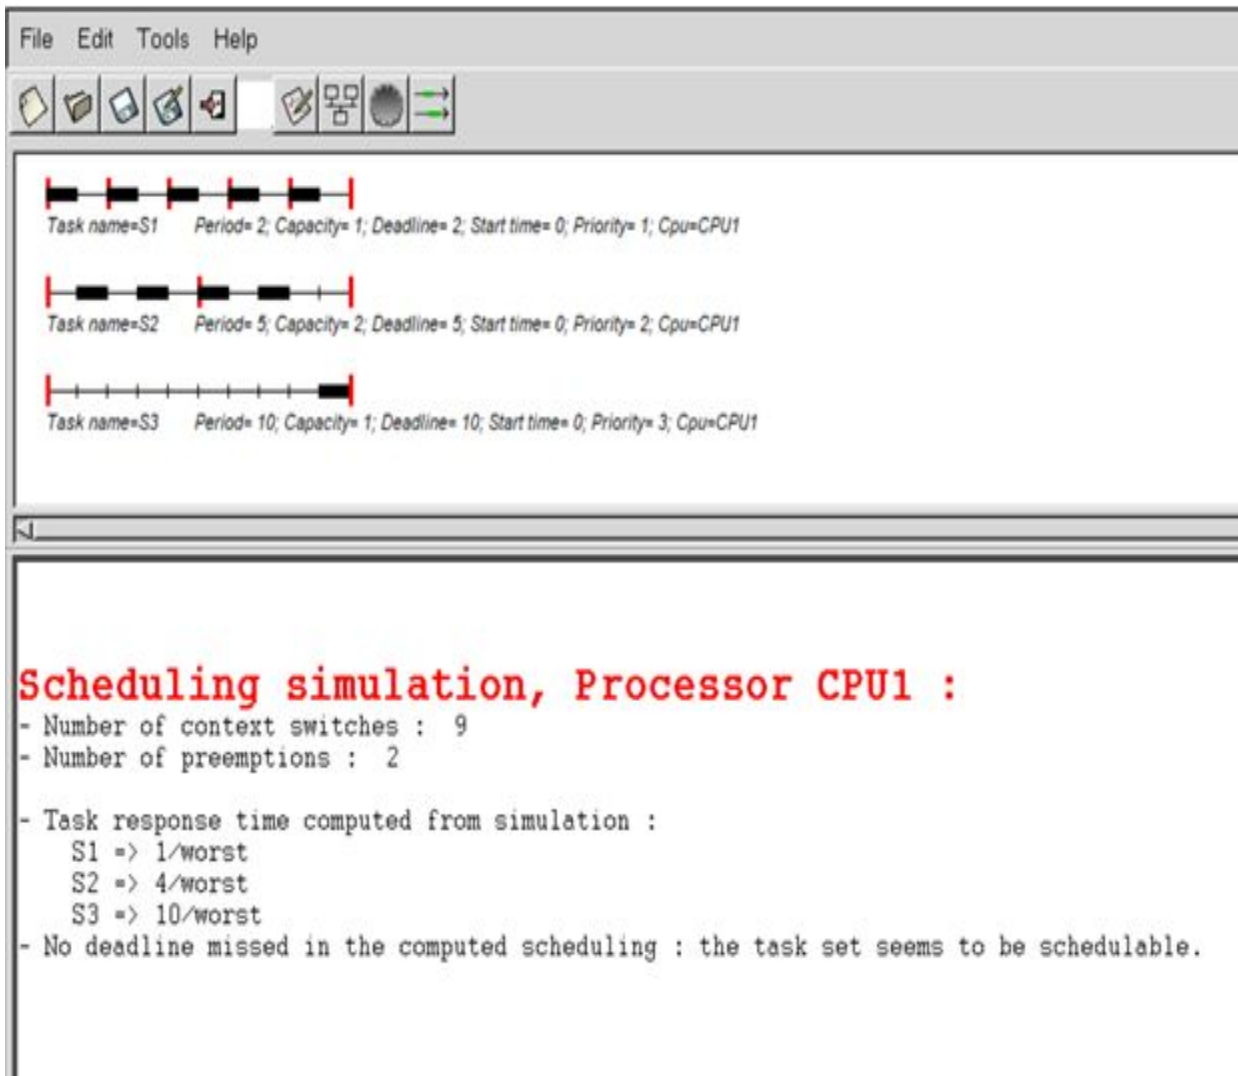 File Edit Tools Help
Task name=S1 Period= 2; Capacity= 1; Deadline= 2; Start time= 0; Priority= 1; Cpu=CPU1
Task name=S2 Period= 5; Capacity= 2; Deadline= 5; Start time= 0; Priority= 2; Cpu=CPU1
Task name=S3 Period= 10; Capacity= 1; Deadline= 10; Start time= 0; Priority= 3; Cpu=CPU1
Scheduling simulation, Processor CPU1 :
- Number of context switches : 9
- Number of preemptions : 2
- Task response time computed from simulation :
S1 => 1/worst
S2 => 4/worst
S3 => 10/worst
- No deadline missed in the computed scheduling : the task set seems to be schedulable.